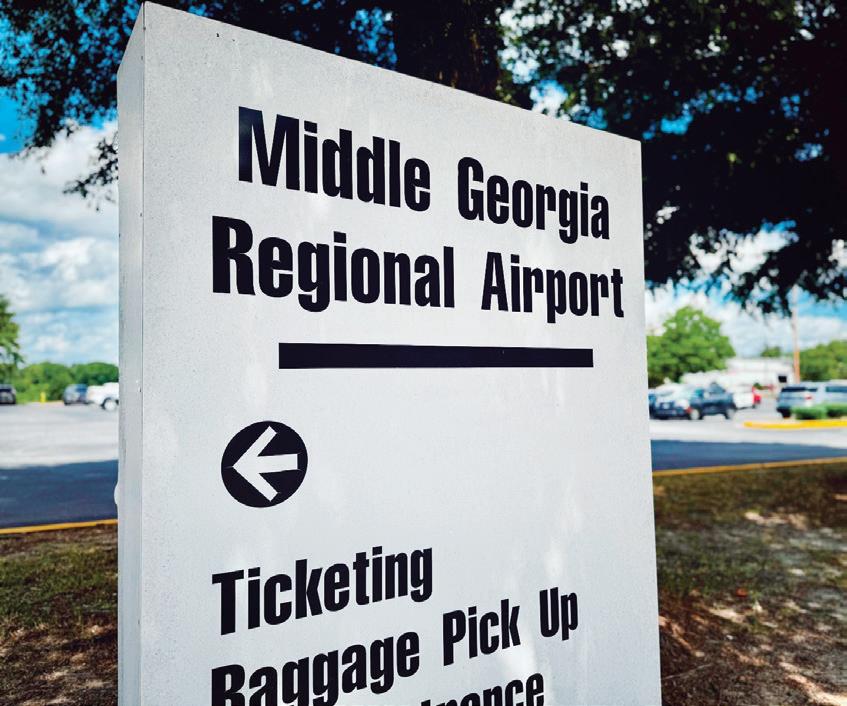 Middle Georgia
Regional Airport
Ticketing
Baggage Pick Up